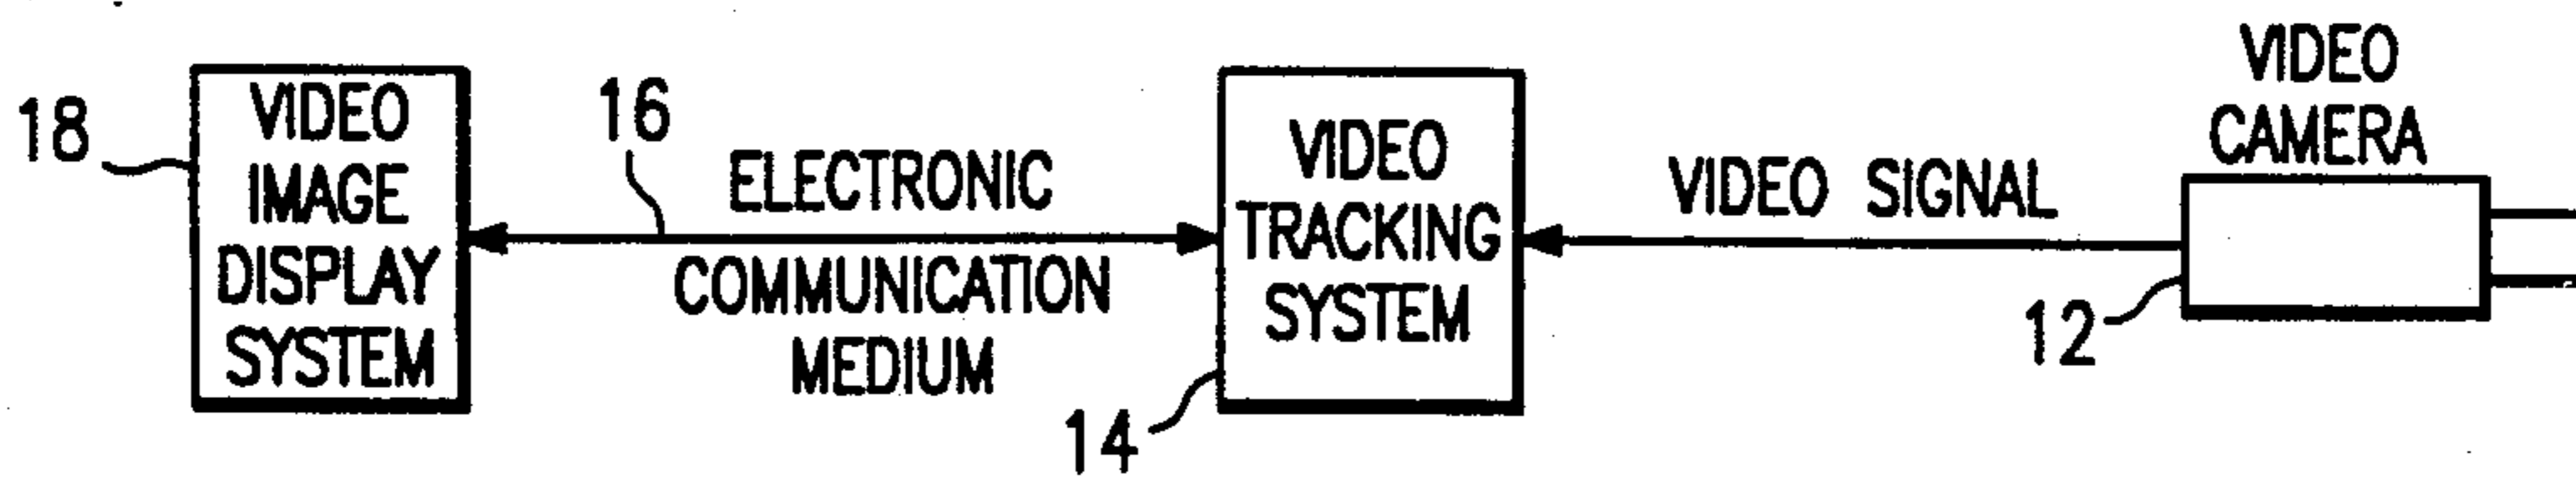 18
VIDEO
IMAGE
DISPLAY
SYSTEM
16
ELECTRONIC
COMMUNICATION
MEDIUM
VIDEO
TRACKING
SYSTEM
14
VIDEO SIGNAL
VIDEO
CAMERA
12